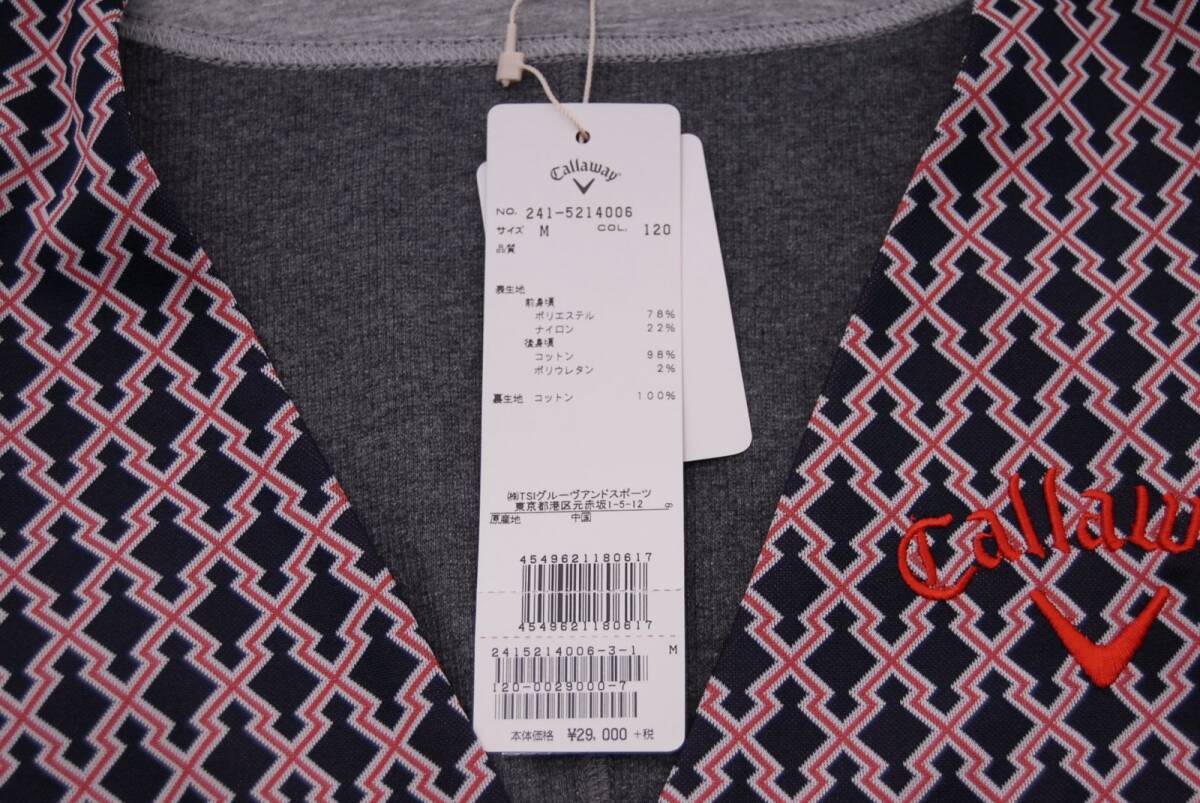 Callaway
NO. 241-5214006
サイズ M COL. 120
品質
表生地
前身頃
ポリエステル 78%
ナイロン 22%
後身頃
コットン 98%
ポリウレタン 2%
裏生地 コットン 100%
㈱TSIグルーヴアンドスポーツ
東京都港区元赤坂1-5-12 9
原産地 中国
4549621180617
4549621180617
2415214006-3-1 M
120-0029000-7
本体価格 ¥29,000 +税
Callaway